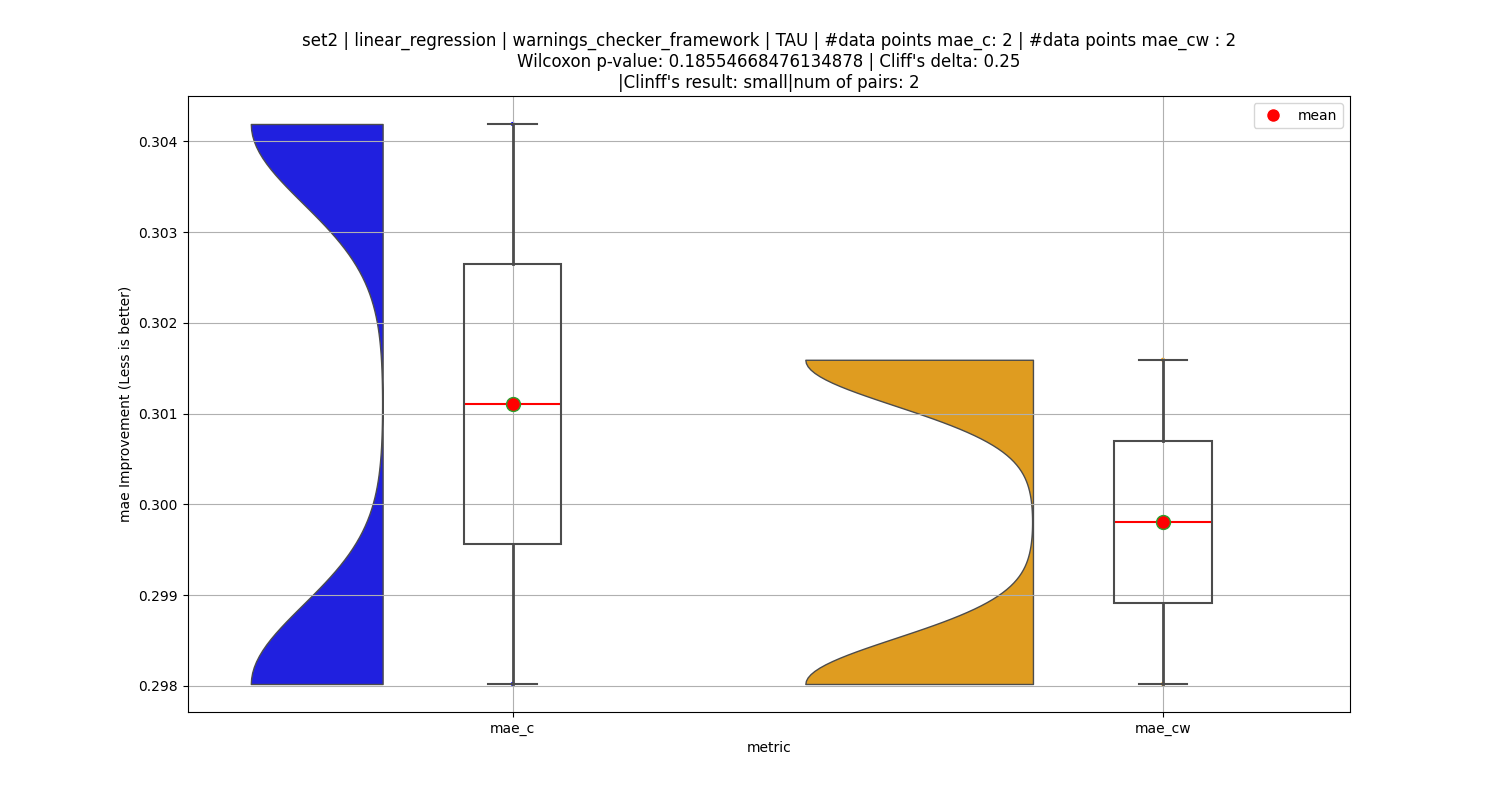 set2 | linear_regression | warnings_checker_framework | TAU | #data points mae_c: 2 | #data points mae_cw : 2
Wilcoxon p-value: 0.18554668476134878 | Cliff's delta: 0.25
|Clinff's result: small|num of pairs: 2
mean
0.304
0.303
0.302
0.301
0.300
0.299
0.298
mae Improvement (Less is better)
mae_c
mae_cw
metric